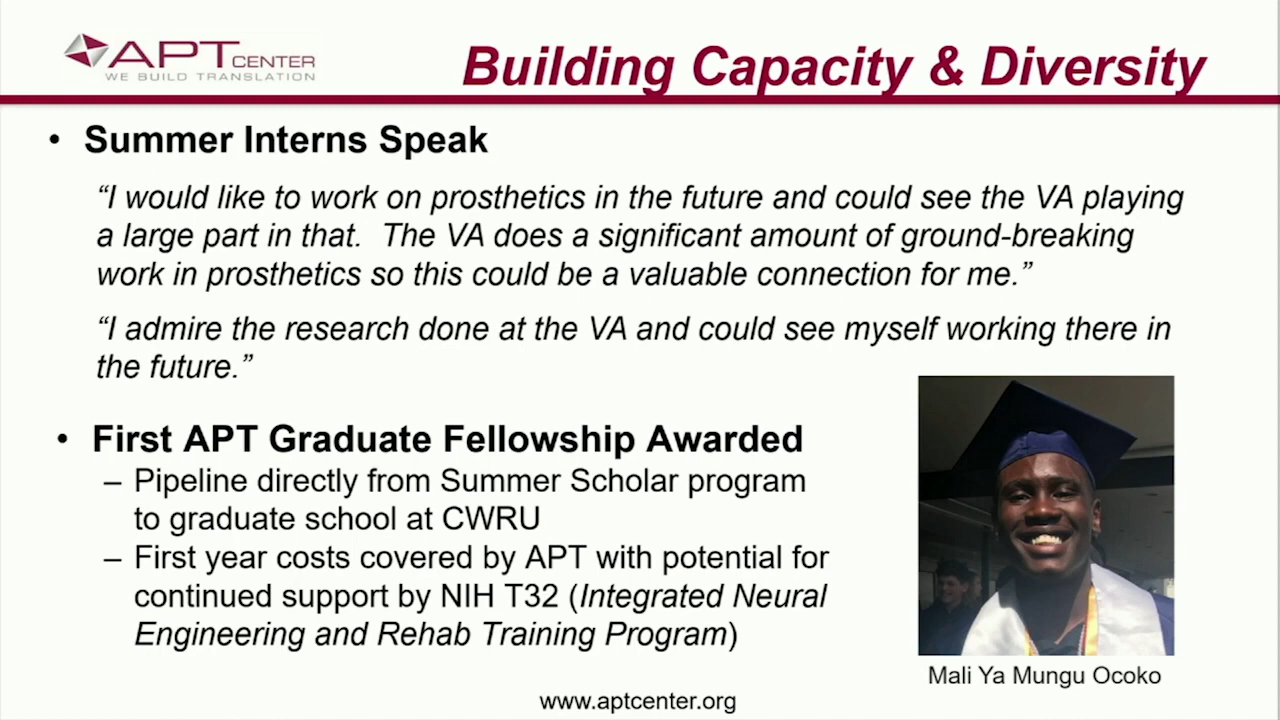 APT CENTER
WE BUILD TRANSLATION
Building Capacity & Diversity
• Summer Interns Speak
“I would like to work on prosthetics in the future and could see the VA playing
a large part in that.  The VA does a significant amount of ground-breaking
work in prosthetics so this could be a valuable connection for me.”
“I admire the research done at the VA and could see myself working there in
the future.”
• First APT Graduate Fellowship Awarded
– Pipeline directly from Summer Scholar program
to graduate school at CWRU
– First year costs covered by APT with potential for
continued support by NIH T32 (Integrated Neural
Engineering and Rehab Training Program)
Mali Ya Mungu Ocoko
www.aptcenter.org